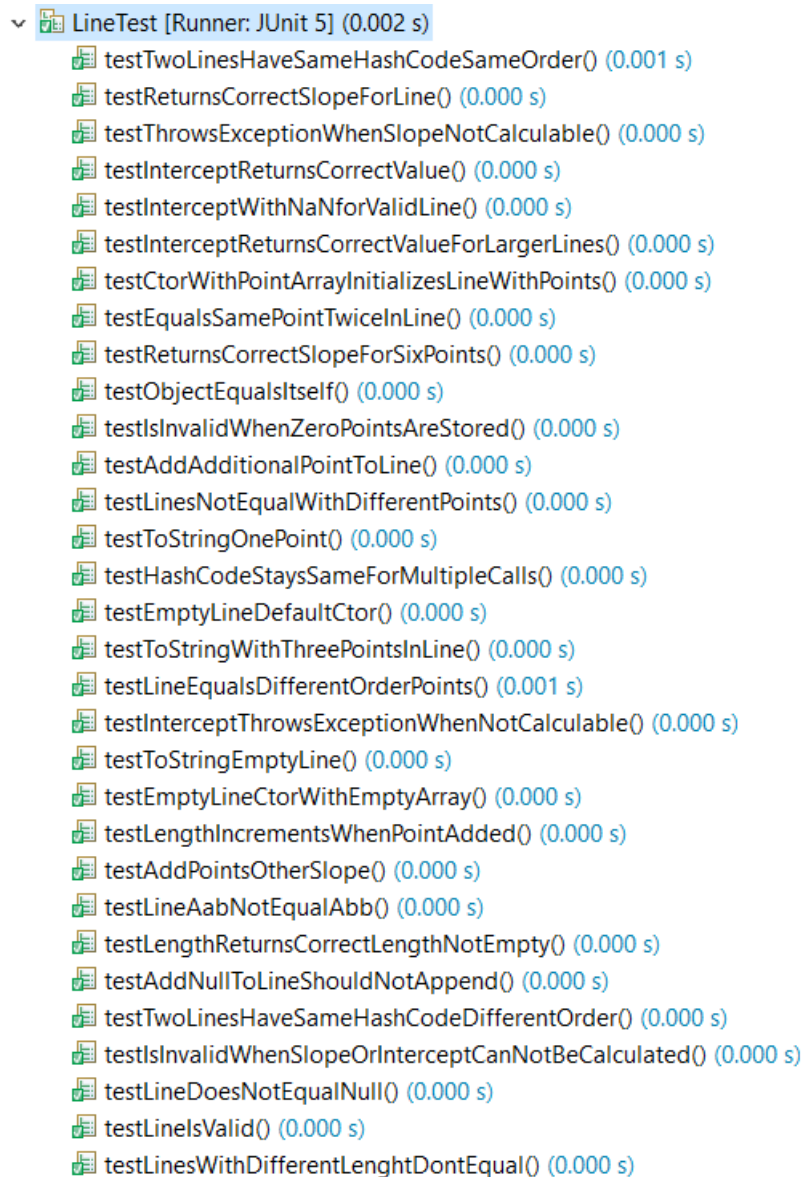 LineTest [Runner: JUnit 5] (0.002 s)
testTwoLinesHaveSameHashCodeSameOrder() (0.001 s)
testReturnsCorrectSlopeForLine() (0.000 s)
testThrowsExceptionWhenSlopeNotCalculable() (0.000 s)
testInterceptReturnsCorrectValue() (0.000 s)
testInterceptWithNaNforValidLine() (0.000 s)
testInterceptReturnsCorrectValueForLargerLines() (0.000 s)
testCtorWithPointArrayInitializesLineWithPoints() (0.000 s)
testEqualsSamePointTwiceInLine() (0.000 s)
testReturnsCorrectSlopeForSixPoints() (0.000 s)
testObjectEqualsItself() (0.000 s)
testIsInvalidWhenZeroPointsAreStored() (0.000 s)
testAddAdditionalPointToLine() (0.000 s)
testLinesNotEqualWithDifferentPoints() (0.000 s)
testToStringOnePoint() (0.000 s)
testHashCodeStaysSameForMultipleCalls() (0.000 s)
testEmptyLineDefaultCtor() (0.000 s)
testToStringWithThreePointsInLine() (0.000 s)
testLineEqualsDifferentOrderPoints() (0.001 s)
testInterceptThrowsExceptionWhenNotCalculable() (0.000 s)
testToStringEmptyLine() (0.000 s)
testEmptyLineCtorWithEmptyArray() (0.000 s)
testLengthIncrementsWhenPointAdded() (0.000 s)
testAddPointsOtherSlope() (0.000 s)
testLineAabNotEqualAbb() (0.000 s)
testLengthReturnsCorrectLengthNotEmpty() (0.000 s)
testAddNullToLineShouldNotAppend() (0.000 s)
testTwoLinesHaveSameHashCodeDifferentOrder() (0.000 s)
testIsInvalidWhenSlopeOrInterceptCanNotBeCalculated() (0.000 s)
testLineDoesNotEqualNull() (0.000 s)
testLineIsValid() (0.000 s)
testLinesWithDifferentLenghtDontEqual() (0.000 s)